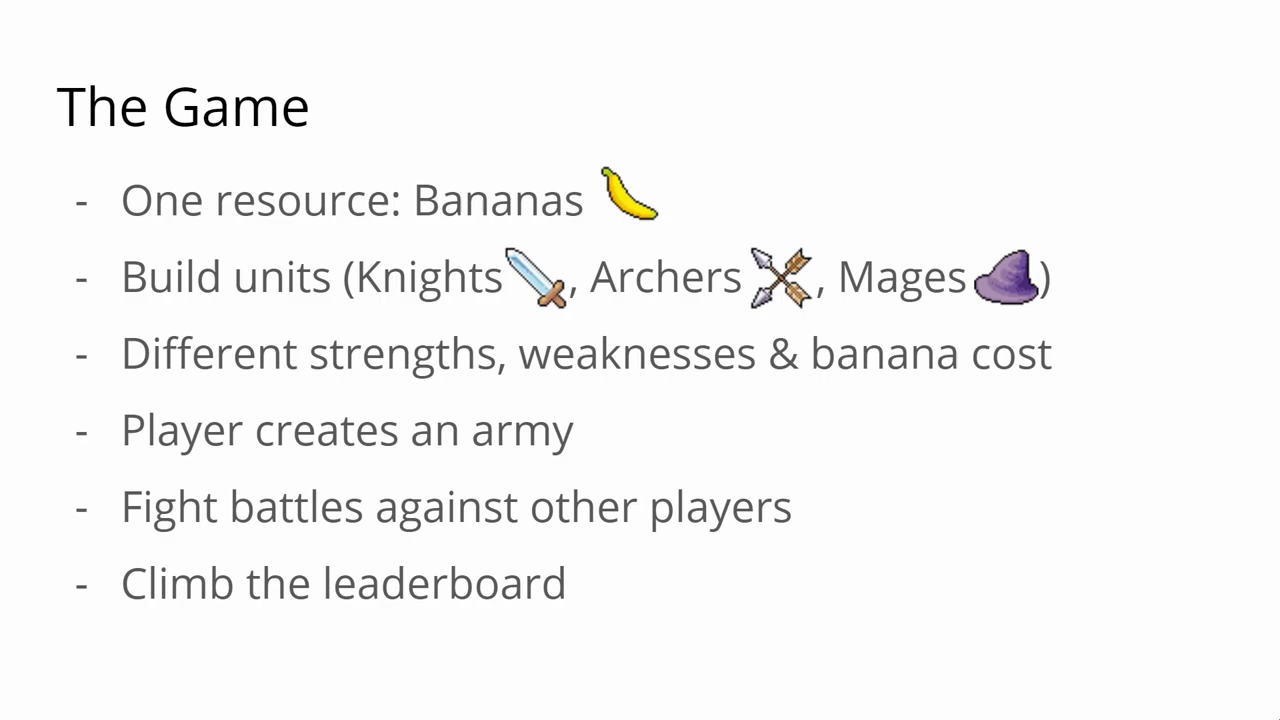 The Game
- One resource: Bananas
- Build units (Knights, Archers, Mages)
- Different strengths, weaknesses & banana cost
- Player creates an army
- Fight battles against other players
- Climb the leaderboard